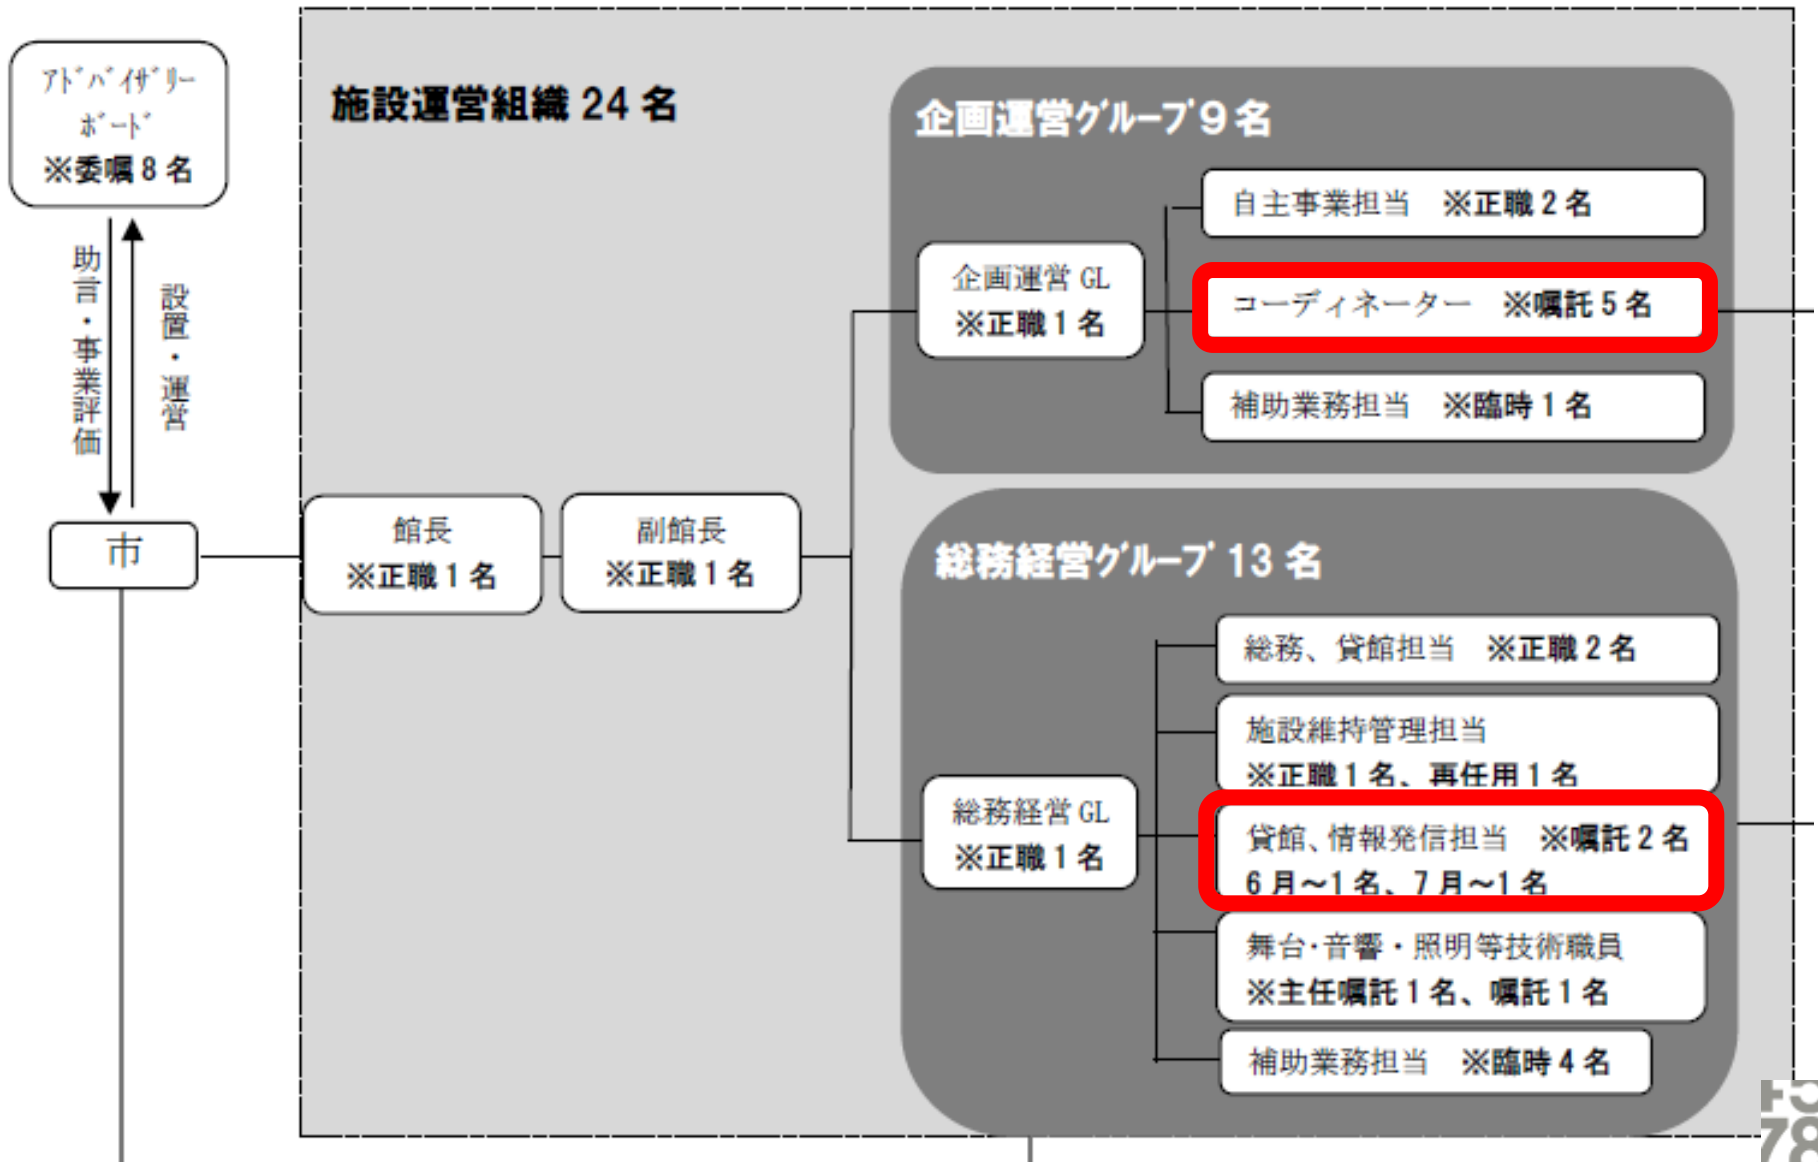 アドバイザリー
ボード
※委嘱8名
助言・事業評価
設置・運営
市
施設運営組織 24 名
館長
※正職1名
副館長
※正職1名
企画運営グループ9名
企画運営 GL
※正職1名
自主事業担当 ※正職2名
コーディネーター ※嘱託5名
補助業務担当 ※臨時1名
総務経営グループ 13 名
総務経営 GL
※正職1名
総務、貸館担当 ※正職2名
施設維持管理担当
※正職1名、再任用1名
貸館、情報発信担当 ※嘱託2名
6月~1名、7月~1名
舞台・音響・照明等技術職員
※主任嘱託1名、嘱託1名
補助業務担当 ※臨時4名
78